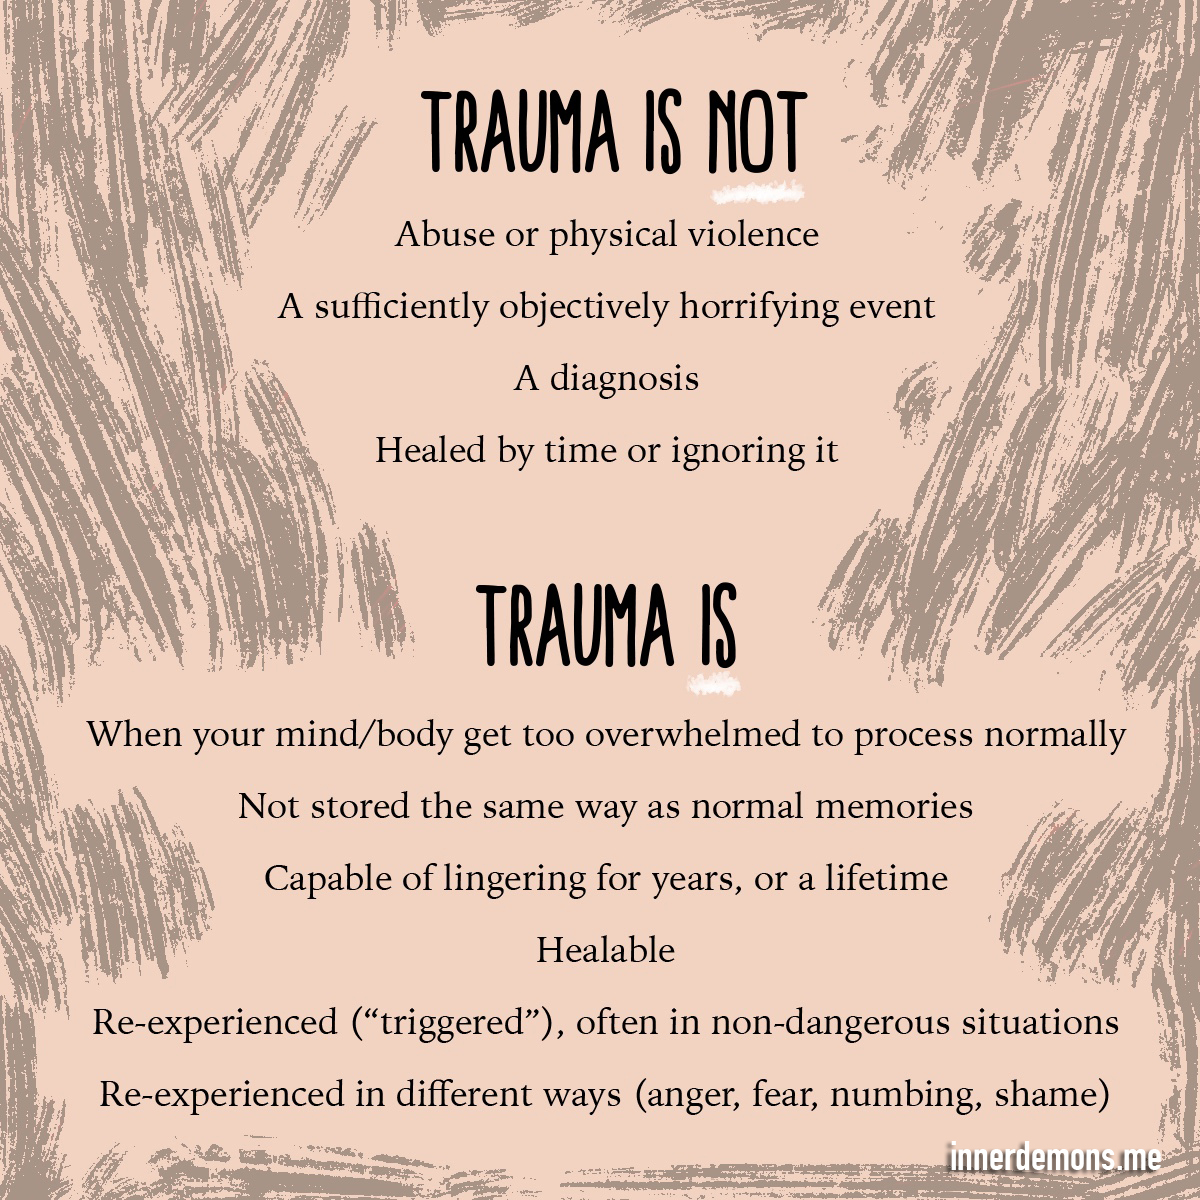 TRAUMA IS NOT
Abuse or physical violence
A sufficiently objectively horrifying event
A diagnosis
Healed by time or ignoring it
TRAUMA IS
When your mind/body get too overwhelmed to process normally
Not stored the same way as normal memories
Capable of lingering for years, or a lifetime
Healable
Re-experienced (“triggered”), often in non-dangerous situations
Re-experienced in different ways (anger, fear, numbing, shame)
innerdemons.me